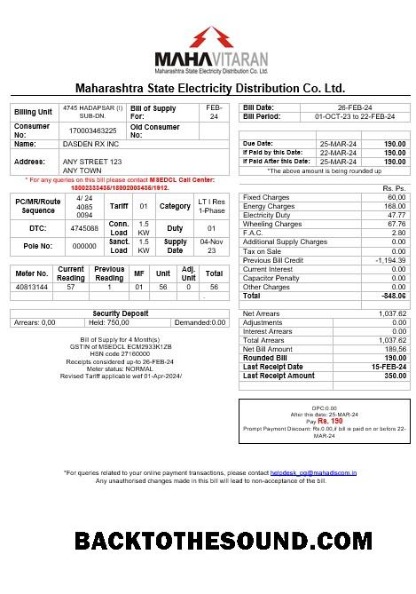 MAHAVITARAN
Maharashtra State Electricity Distribution Co. Ltd.
Maharashtra State Electricity Distribution Co. Ltd.
Billing Unit 4745 HADAPSAR (I) SUB-DN Bill of Supply For: FEB-24
Consumer No: 170003463225 Old Consumer No:
Name: DASDEN RX INC
Address: ANY STREET 123
ANY TOWN
* For any queries on this bill please contact MSEDCL Call Center:
18002333435/18002003435/1912.
PC/MR/Route Sequence 4/ 24 4085 0094 Tariff 01 Category LT I Res 1-Phase
DTC: 4745088 Conn. Load 1.5 KW Duty 01
Pole No: 000000 Sanct. Load 1.5 KW Supply Date 04-Nov 23
Meter No. Current Reading Previous Reading MF Unit Adj. Unit Total
40813144 57 1 01 56 0 56
.
Security Deposit
Arrears: 0,00 Held: 750,00 Demanded:0.00
Bill of Supply for 4 Month(s)
GSTIN of MSEDCL ECM2933K1ZB
HSN code 27160000
Receipts considered up to-26-FEB-24
Meter status: NORMAL
Revised Tariff applicable wef 01-Apr-2024/
Bill Date: 26-FEB-24
Bill Period: 01-OCT-23 to 22-FEB-24
Due Date: 25-MAR-24 190.00
If Paid by this Date: 22-MAR-24 190.00
If Paid After this Date: 25-MAR-24 190.00
*The above amount is being rounded up
Rs. Ps.
Fixed Charges 60,00
Energy Charges 168.00
Electricity Duty 47.77
Wheeling Charges 67.76
F.A.C. 2.80
Additional Supply Charges 0.00
Tax on Sale 0.00
Previous Bill Credit -1,194.39
Current Interest 0.00
Capacitor Penalty 0.00
Other Charges 0.00
Total -848.06
Net Arrears 1,037.62
Adjustments 0.00
Interest Arrears 0.00
Total Arrears 1,037.62
Net Bill Amount 189,56
Rounded Bill 190.00
Last Receipt Date 15-FEB-24
Last Receipt Amount 350.00
DPC:0.00
After this date: 25-MAR-24
Pay Rs. 190
Prompt Payment Discount: Rs.0.00,if bill is paid on or before 22-MAR-24
*For queries related to your online payment transactions, please contact helpdesk_pg@mahadiscom.in
Any unauthorised changes made in this bill will lead to non-acceptance of the bill.
BACKTOTHESOUND.COM